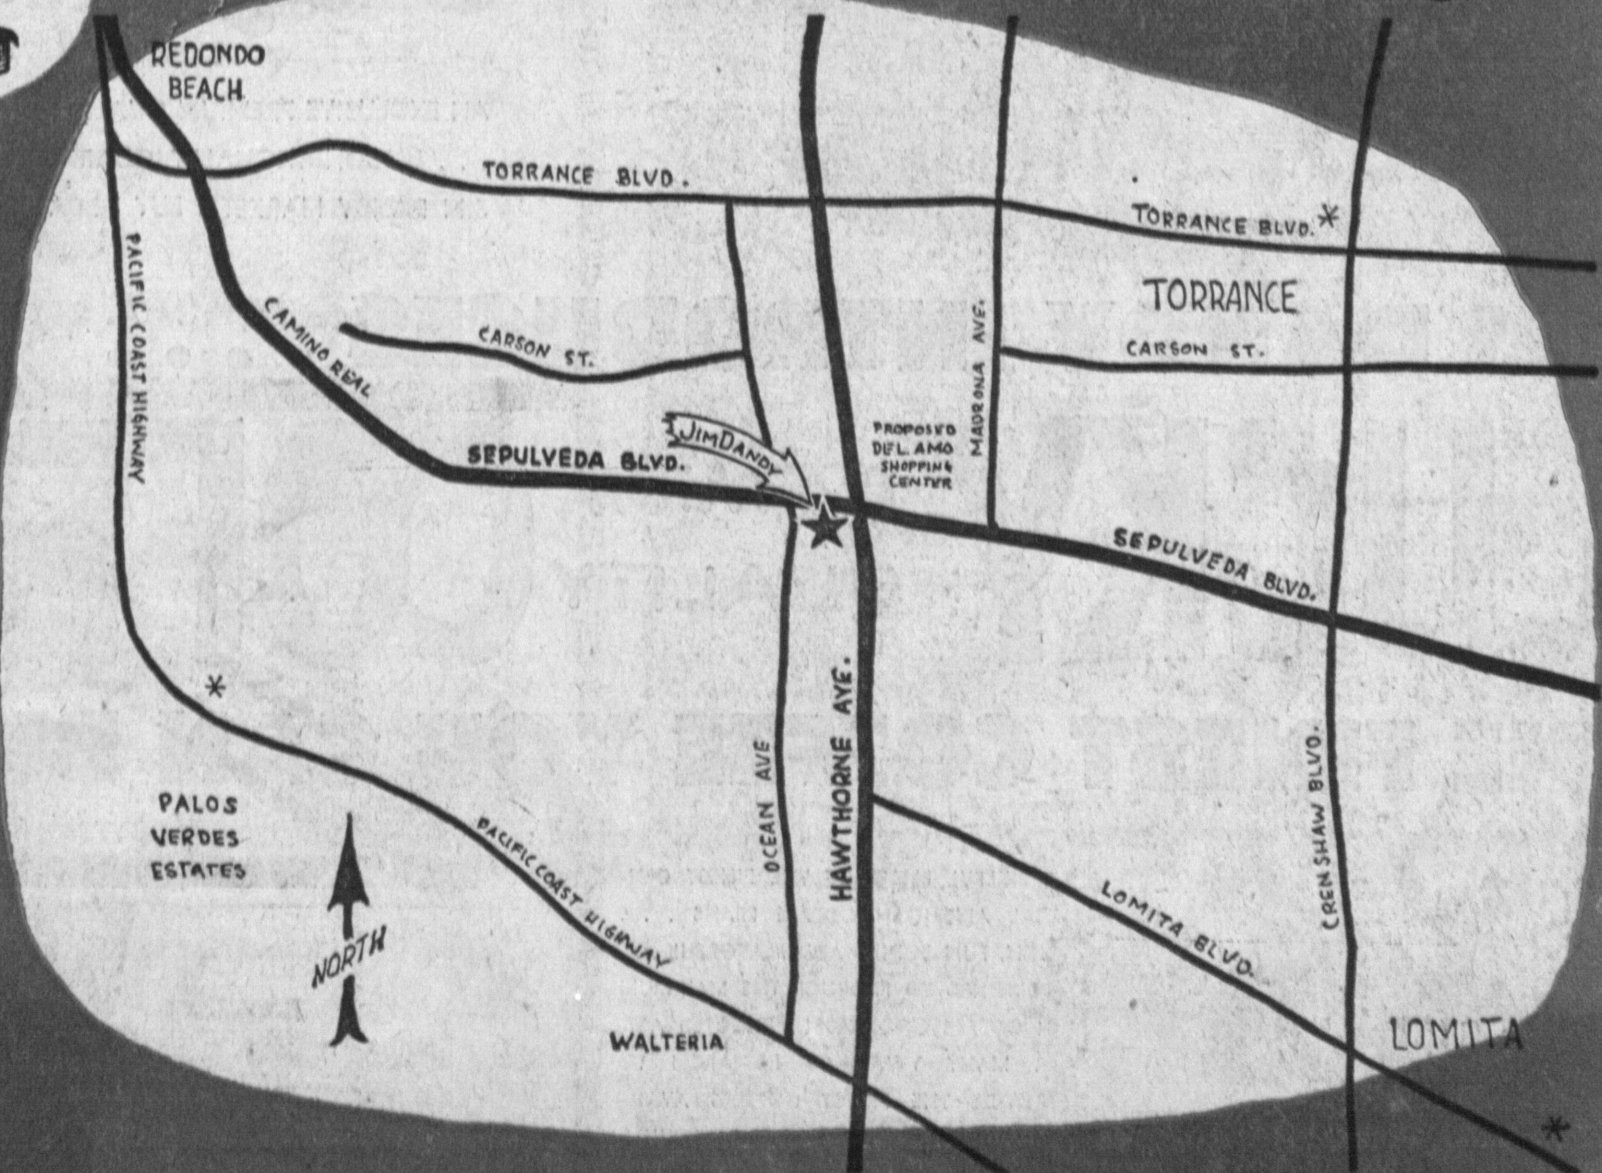 REDONDO
BEACH
TORRANCE BLVD.
TORRANCE BLVD.*
PACIFIC COAST HIGHWAY
CAMINO REAL
CARSON ST.
TORRANCE
MADRONA AVE.
CARSON ST.
JIM DANDY
PROPOSED
DEL AMO
SHOPPING
CENTER
SEPULVEDA BLVD.
SEPULVEDA BLVD.
*
PALOS
VERDES
ESTATES
NORTH
PACIFIC COAST HIGHWAY
OCEAN AVE
HAWTHORNE AVE.
CRENSHAW BLVD.
LOMITA BLVD.
WALTERIA
LOMITA
*